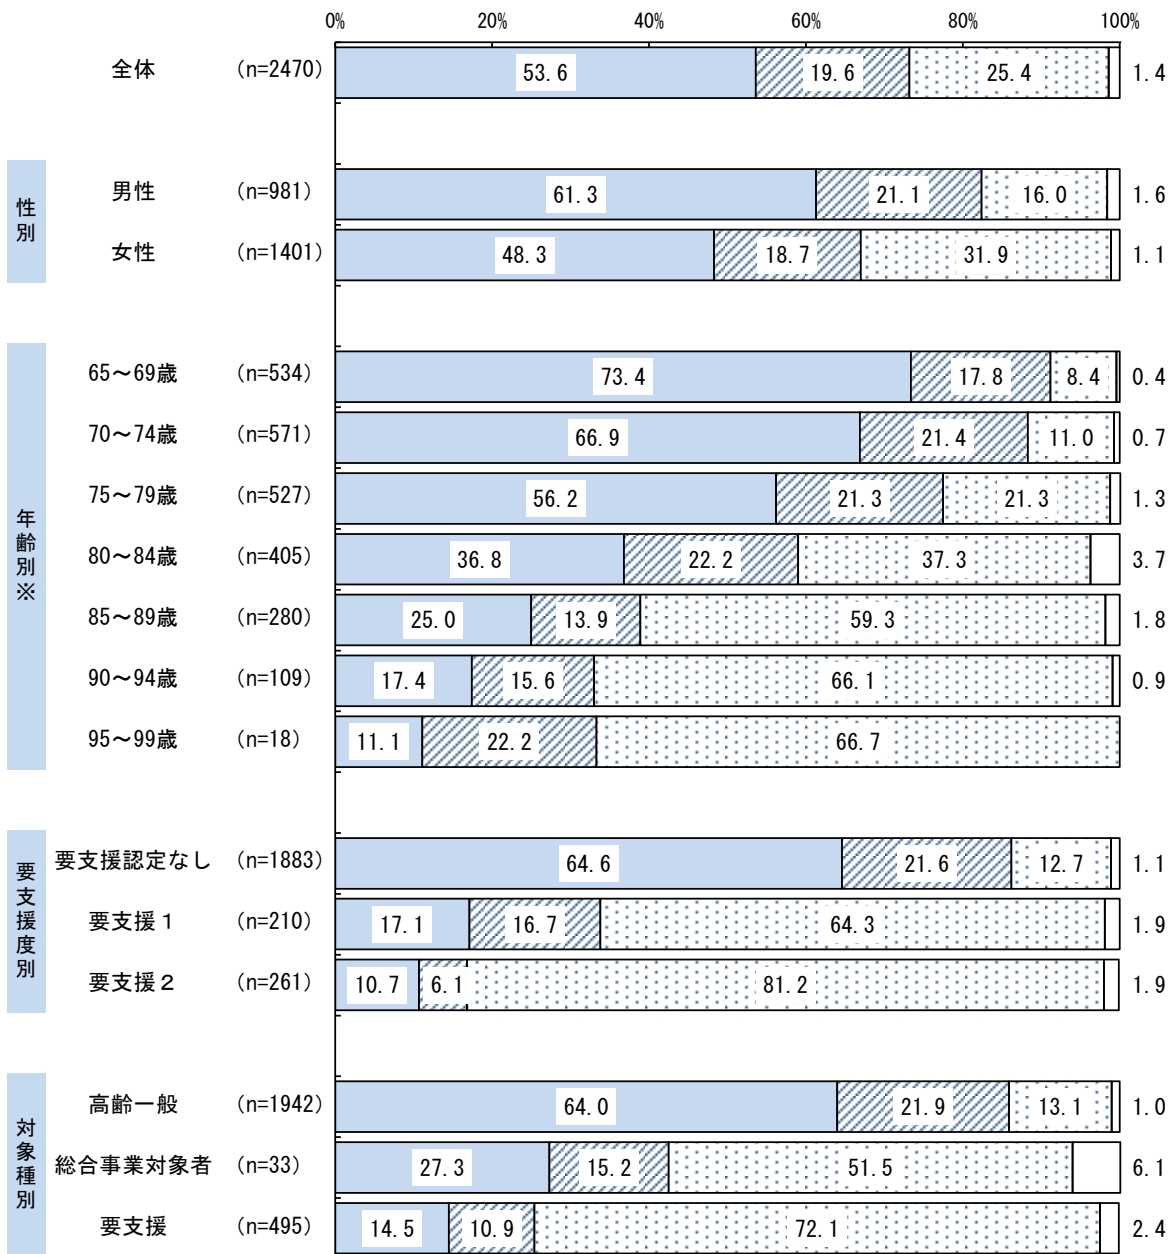 0% 20% 40% 60% 80% 100%
全体 (n=2470) 53.6 19.6 25.4 1.4
性別
男性 (n=981) 61.3 21.1 16.0 1.6
女性 (n=1401) 48.3 18.7 31.9 1.1
年齢別※
65～69歳 (n=534) 73.4 17.8 8.4 0.4
70～74歳 (n=571) 66.9 21.4 11.0 0.7
75～79歳 (n=527) 56.2 21.3 21.3 1.3
80～84歳 (n=405) 36.8 22.2 37.3 3.7
85～89歳 (n=280) 25.0 13.9 59.3 1.8
90～94歳 (n=109) 17.4 15.6 66.1 0.9
95～99歳 (n=18) 11.1 22.2 66.7
要支援度別
要支援認定なし (n=1883) 64.6 21.6 12.7 1.1
要支援１ (n=210) 17.1 16.7 64.3 1.9
要支援２ (n=261) 10.7 6.1 81.2 1.9
対象種別
高齢一般 (n=1942) 64.0 21.9 13.1 1.0
総合事業対象者 (n=33) 27.3 15.2 51.5 6.1
要支援 (n=495) 14.5 10.9 72.1 2.4